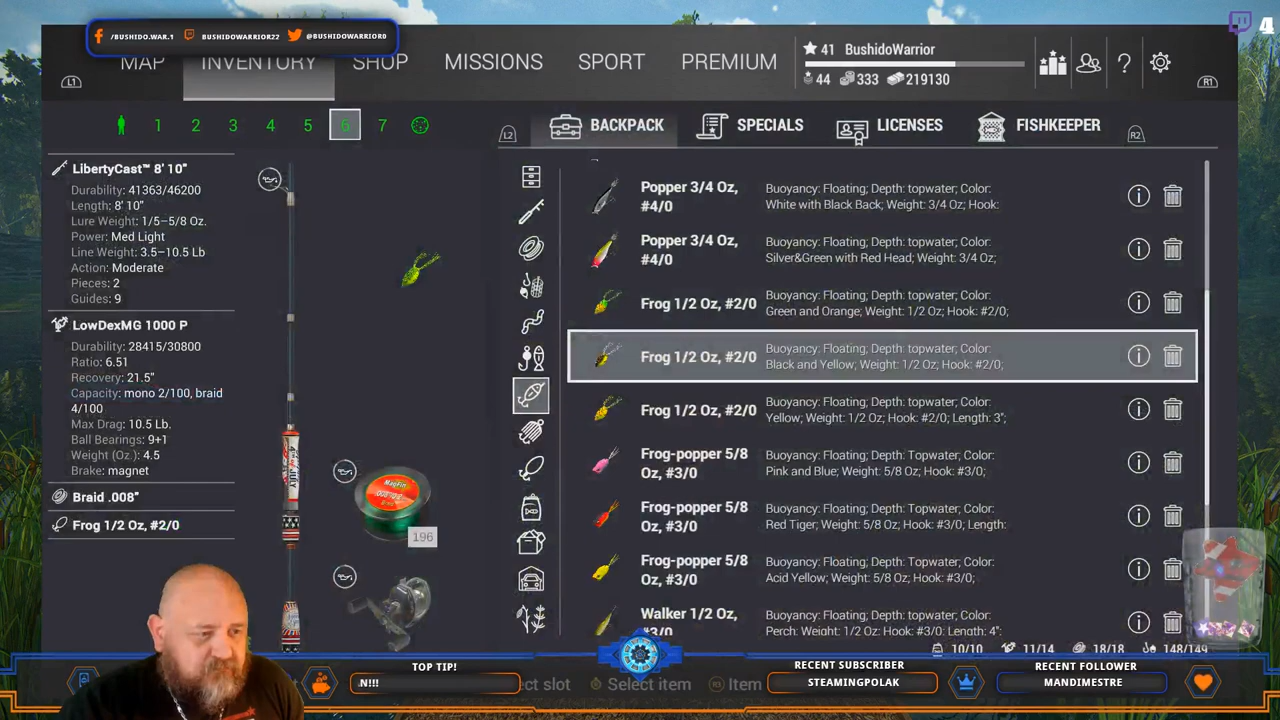 /BUSHIDO.WAR.1 BUSHIDOWARRIOR22 @BUSHIDOWARRIOR0
4
L1 MAP INVENTORY SHOP MISSIONS SPORT PREMIUM
41 BushidoWarrior
44 333 219130
? R1
1 2 3 4 5 6 7
L2 BACKPACK SPECIALS LICENSES FISHKEEPER R2
LibertyCast™ 8' 10"
Durability: 41363/46200
Length: 8' 10"
Lure Weight: 1/5–5/8 Oz.
Power: Med Light
Line Weight: 3.5–10.5 Lb
Action: Moderate
Pieces: 2
Guides: 9
LowDexMG 1000 P
Durability: 28415/30800
Ratio: 6.51
Recovery: 21.5"
Capacity: mono 2/100, braid
4/100
Max Drag: 10.5 Lb.
Ball Bearings: 9+1
Weight (Oz.): 4.5
Brake: magnet
Braid .008"
Frog 1/2 Oz, #2/0
196
Popper 3/4 Oz,
#4/0
Buoyancy: Floating; Depth: topwater; Color:
White with Black Back; Weight: 3/4 Oz; Hook:
Popper 3/4 Oz,
#4/0
Buoyancy: Floating; Depth: topwater; Color:
Silver&Green with Red Head; Weight: 3/4 Oz;
Frog 1/2 Oz, #2/0
Buoyancy: Floating; Depth: topwater; Color:
Green and Orange; Weight: 1/2 Oz; Hook: #2/0;
Frog 1/2 Oz, #2/0
Buoyancy: Floating; Depth: topwater; Color:
Black and Yellow; Weight: 1/2 Oz; Hook: #2/0;
Frog 1/2 Oz, #2/0
Buoyancy: Floating; Depth: topwater; Color:
Yellow; Weight: 1/2 Oz; Hook: #2/0; Length: 3";
Frog-popper 5/8
Oz, #3/0
Buoyancy: Floating; Depth: Topwater; Color:
Pink and Blue; Weight: 5/8 Oz; Hook: #3/0;
Frog-popper 5/8
Oz, #3/0
Buoyancy: Floating; Depth: Topwater; Color:
Red Tiger; Weight: 5/8 Oz; Hook: #3/0; Length:
Frog-popper 5/8
Oz, #3/0
Buoyancy: Floating; Depth: Topwater; Color:
Acid Yellow; Weight: 5/8 Oz; Hook: #3/0;
Walker 1/2 Oz,
#3/0
Buoyancy: Floating; Depth: topwater; Color:
Perch; Weight: 1/2 Oz; Hook: #3/0; Length: 4";
10/10 11/14 18/18 148/149
TOP TIP!
N!!!
slot Select item Item
RECENT SUBSCRIBER
STEAMINGPOLAK
RECENT FOLLOWER
MANDIMESTRE